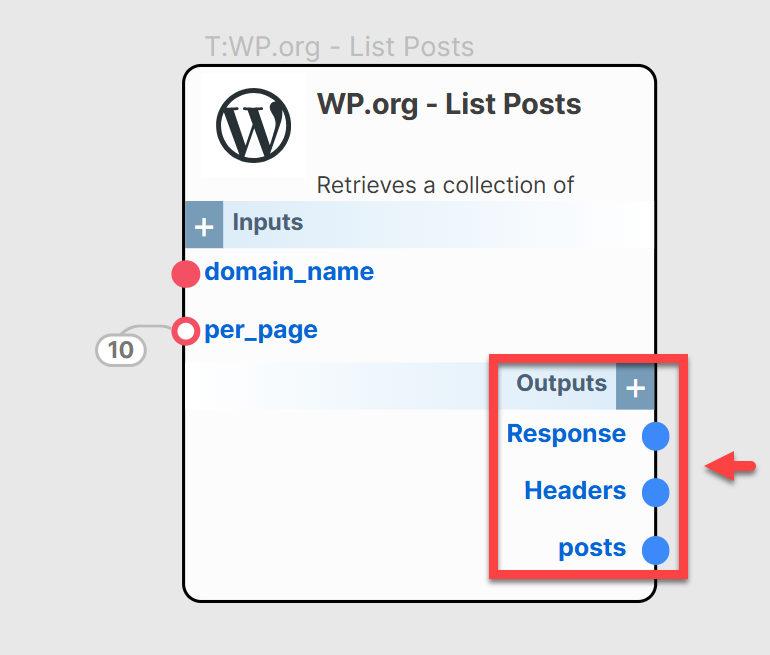 T:WP.org - List Posts
WP.org - List Posts
Retrieves a collection of
+ Inputs
domain_name
per_page
10
Outputs +
Response
Headers
posts